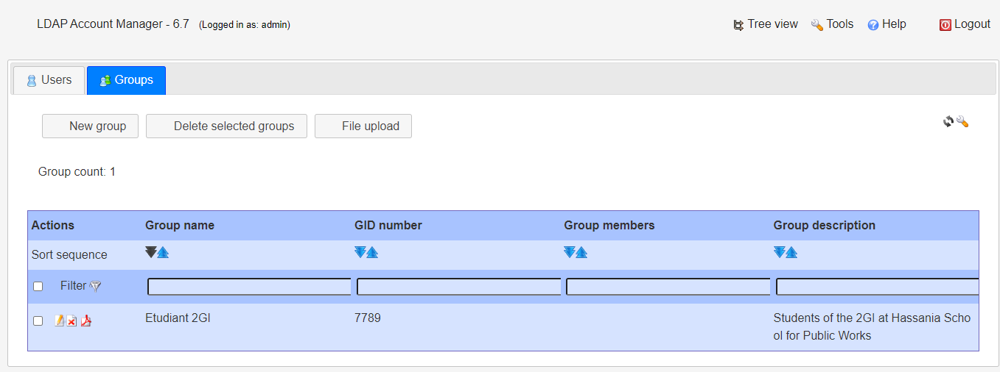 LDAP Account Manager - 6.7 (Logged in as: admin) Tree view Tools Help Logout
Users Groups
New group Delete selected groups File upload
Group count: 1
Actions Group name GID number Group members Group description
Sort sequence
Filter
Etudiant 2GI 7789 Students of the 2GI at Hassania Scho
ol for Public Works